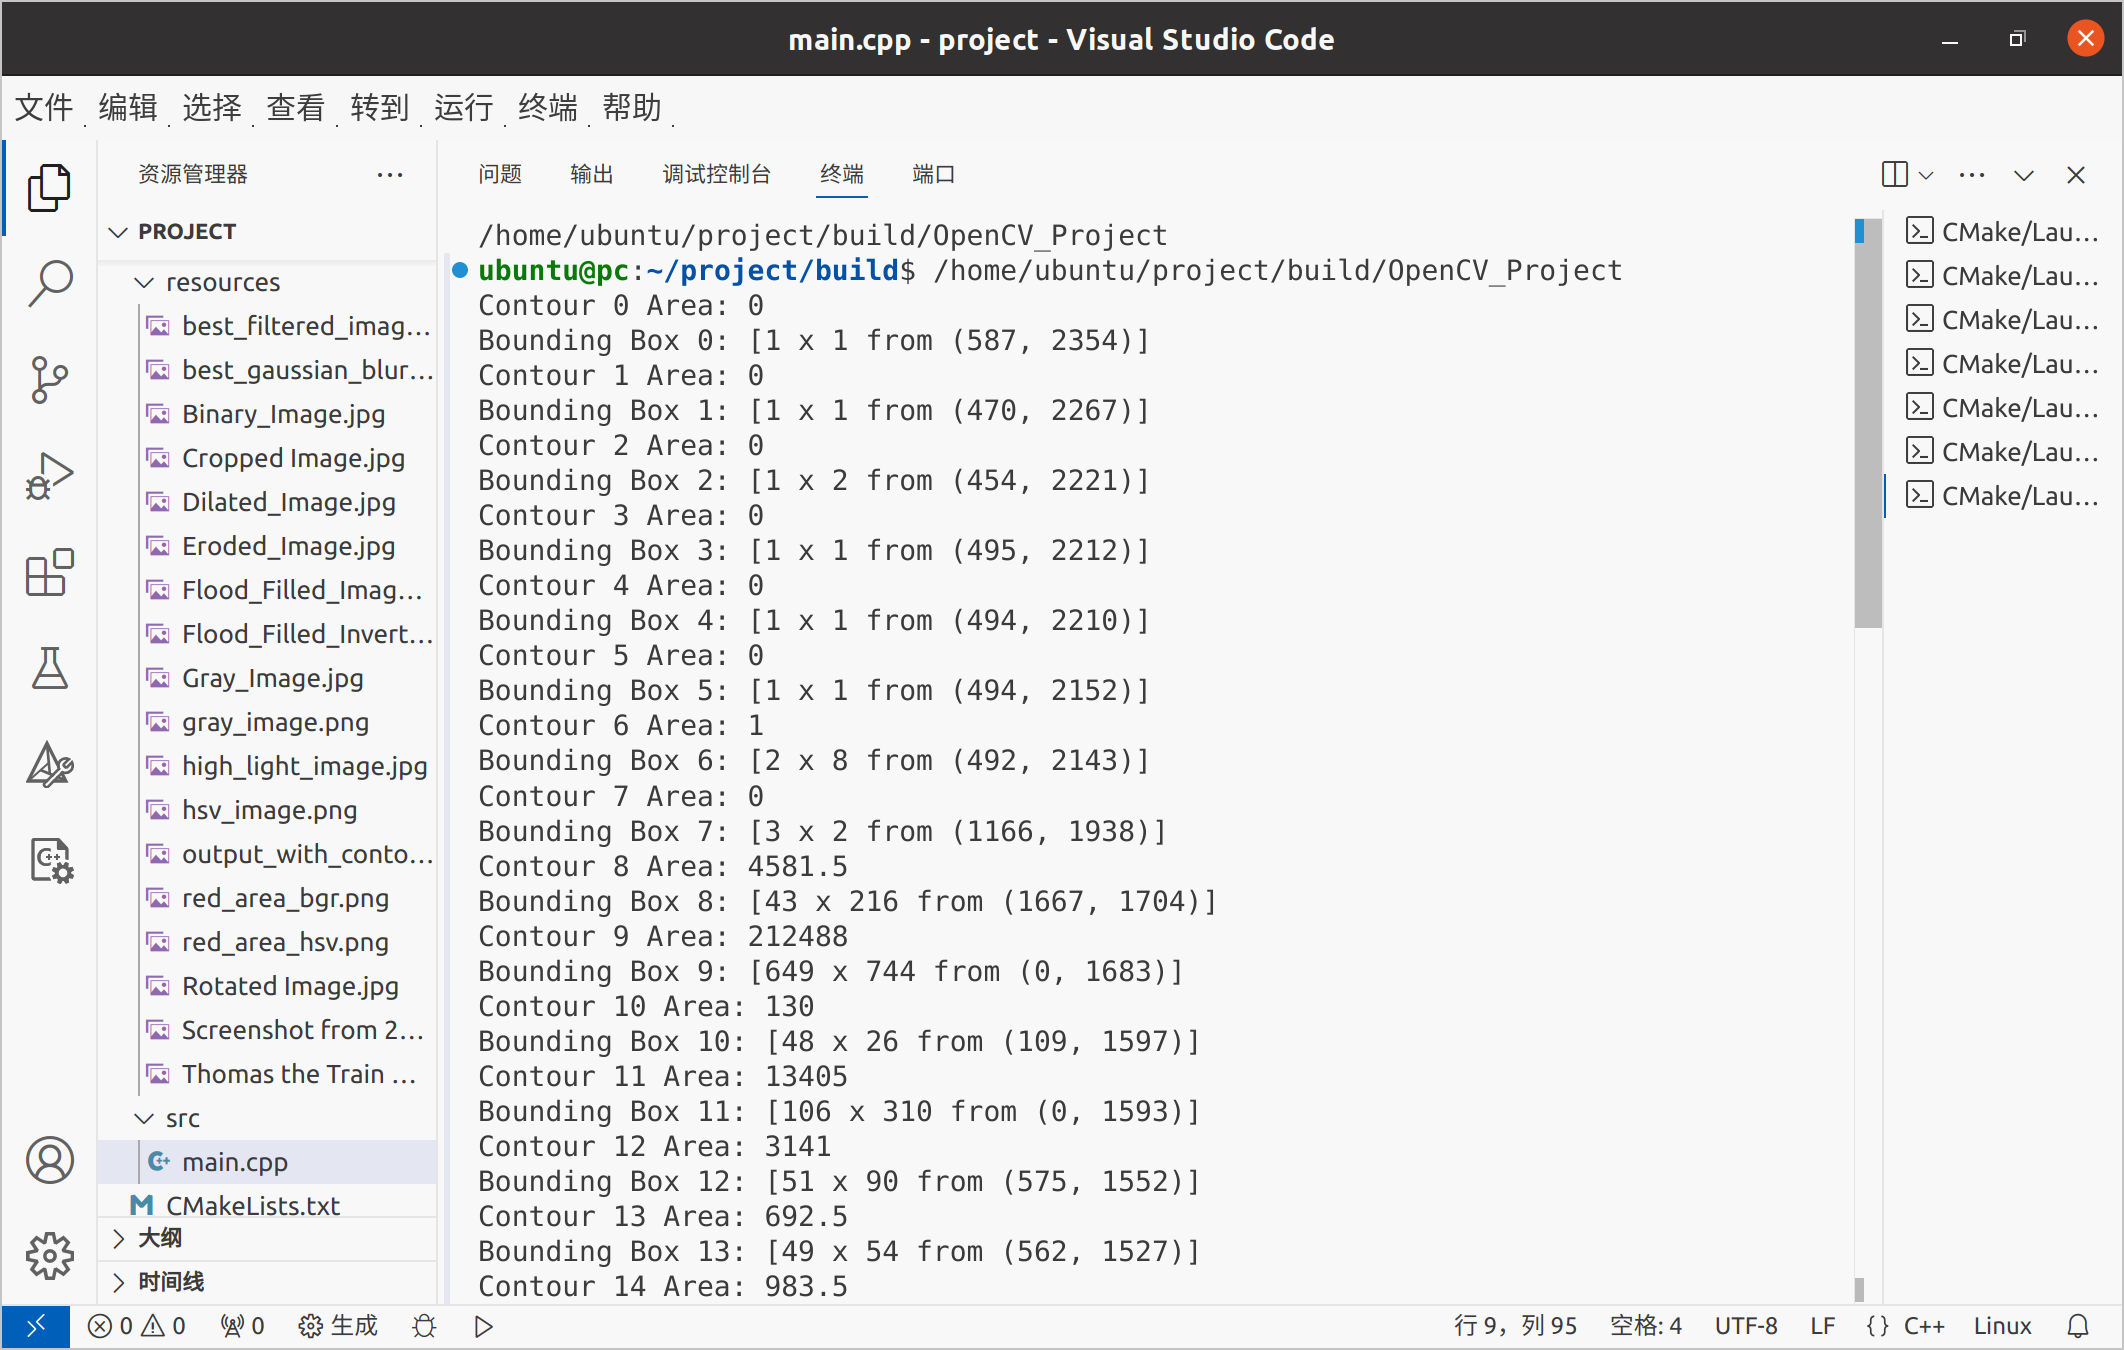 main.cpp - project - Visual Studio Code
文件 编辑 选择 查看 转到 运行 终端 帮助
资源管理器
PROJECT
resources
best_filtered_imag...
best_gaussian_blur...
Binary_Image.jpg
Cropped Image.jpg
Dilated_Image.jpg
Eroded_Image.jpg
Flood_Filled_Imag...
Flood_Filled_Invert...
Gray_Image.jpg
gray_image.png
high_light_image.jpg
hsv_image.png
output_with_conto...
red_area_bgr.png
red_area_hsv.png
Rotated Image.jpg
Screenshot from 2...
Thomas the Train ...
src
main.cpp
CMakeLists.txt
大纲
时间线
问题 输出 调试控制台 终端 端口
/home/ubuntu/project/build/OpenCV_Project
ubuntu@pc:~/project/build$ /home/ubuntu/project/build/OpenCV_Project
Contour 0 Area: 0
Bounding Box 0: [1 x 1 from (587, 2354)]
Contour 1 Area: 0
Bounding Box 1: [1 x 1 from (470, 2267)]
Contour 2 Area: 0
Bounding Box 2: [1 x 2 from (454, 2221)]
Contour 3 Area: 0
Bounding Box 3: [1 x 1 from (495, 2212)]
Contour 4 Area: 0
Bounding Box 4: [1 x 1 from (494, 2210)]
Contour 5 Area: 0
Bounding Box 5: [1 x 1 from (494, 2152)]
Contour 6 Area: 1
Bounding Box 6: [2 x 8 from (492, 2143)]
Contour 7 Area: 0
Bounding Box 7: [3 x 2 from (1166, 1938)]
Contour 8 Area: 4581.5
Bounding Box 8: [43 x 216 from (1667, 1704)]
Contour 9 Area: 212488
Bounding Box 9: [649 x 744 from (0, 1683)]
Contour 10 Area: 130
Bounding Box 10: [48 x 26 from (109, 1597)]
Contour 11 Area: 13405
Bounding Box 11: [106 x 310 from (0, 1593)]
Contour 12 Area: 3141
Bounding Box 12: [51 x 90 from (575, 1552)]
Contour 13 Area: 692.5
Bounding Box 13: [49 x 54 from (562, 1527)]
Contour 14 Area: 983.5
CMake/Lau...
CMake/Lau...
CMake/Lau...
CMake/Lau...
CMake/Lau...
CMake/Lau...
CMake/Lau...
0 0 0 生成 行 9，列 95 空格: 4 UTF-8 LF {} C++ Linux